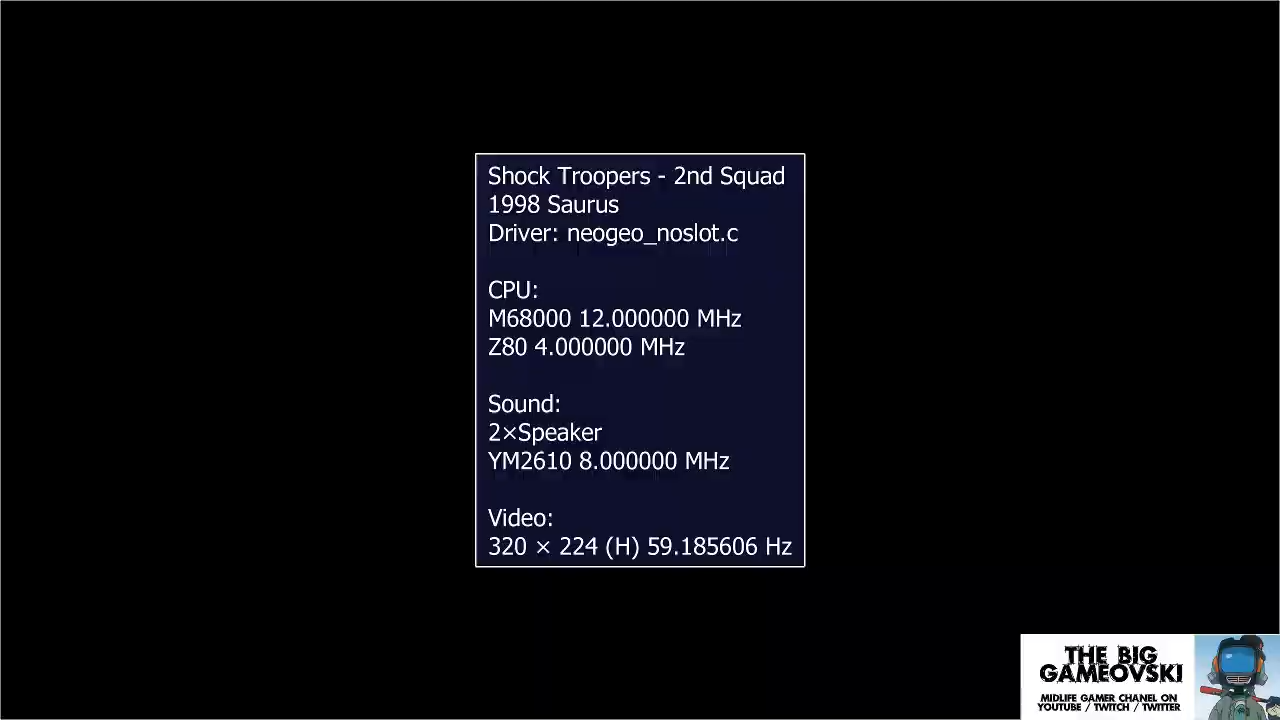 Shock Troopers - 2nd Squad
1998 Saurus
Driver: neogeo_noslot.c
CPU:
M68000 12.000000 MHz
Z80 4.000000 MHz
Sound:
2×Speaker
YM2610 8.000000 MHz
Video:
320 × 224 (H) 59.185606 Hz
THE BIG
GAMEOVSKI
MIDLIFE GAMER CHANEL ON
YOUTUBE / TWITCH / TWITTER